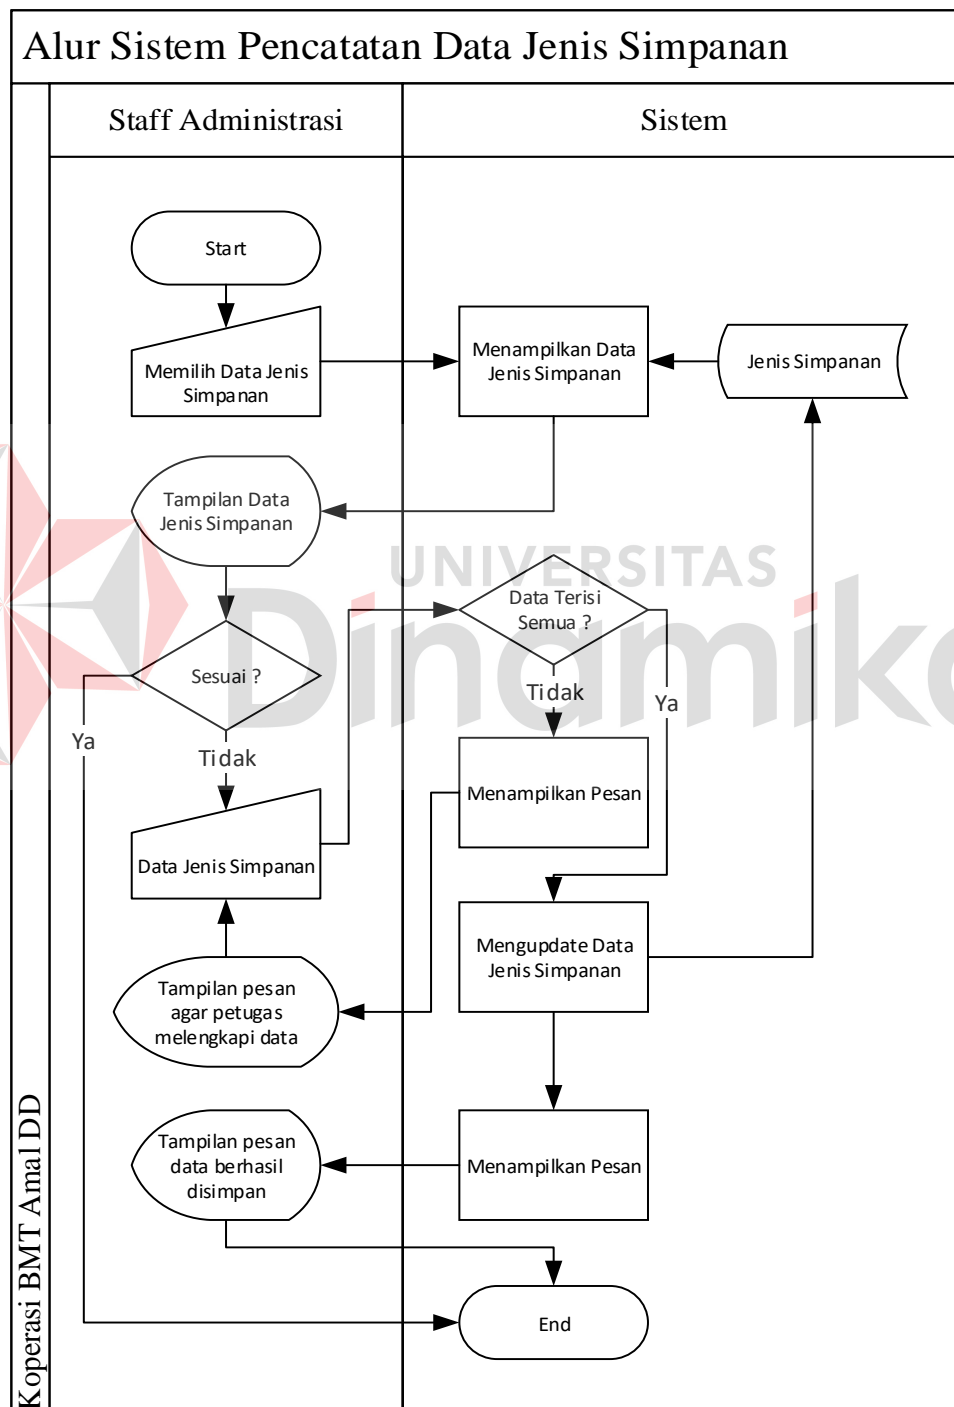 Alur Sistem Pencatatan Data Jenis Simpanan
Staff Administrasi
Sistem
Start
Memilih Data Jenis
Simpanan
Menampilkan Data
Jenis Simpanan
Jenis Simpanan
Tampilan Data
Jenis Simpanan
UNIVERSITAS
Dinamika
Data Terisi
Semua ?
Sesuai ?
Tidak
Ya
Ya
Tidak
Menampilkan Pesan
Data Jenis Simpanan
Mengupdate Data
Jenis Simpanan
Tampilan pesan
agar petugas
melengkapi data
Tampilan pesan
data berhasil
disimpan
Menampilkan Pesan
End
Koperasi BMT Amal DD